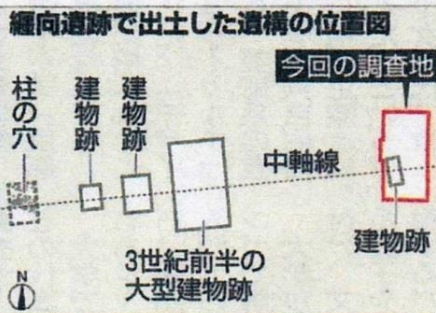 纒向遺跡で出土した遺構の位置図
今回の調査地
柱の穴
建物跡
建物跡
中軸線
建物跡
3世紀前半の
大型建物跡
N